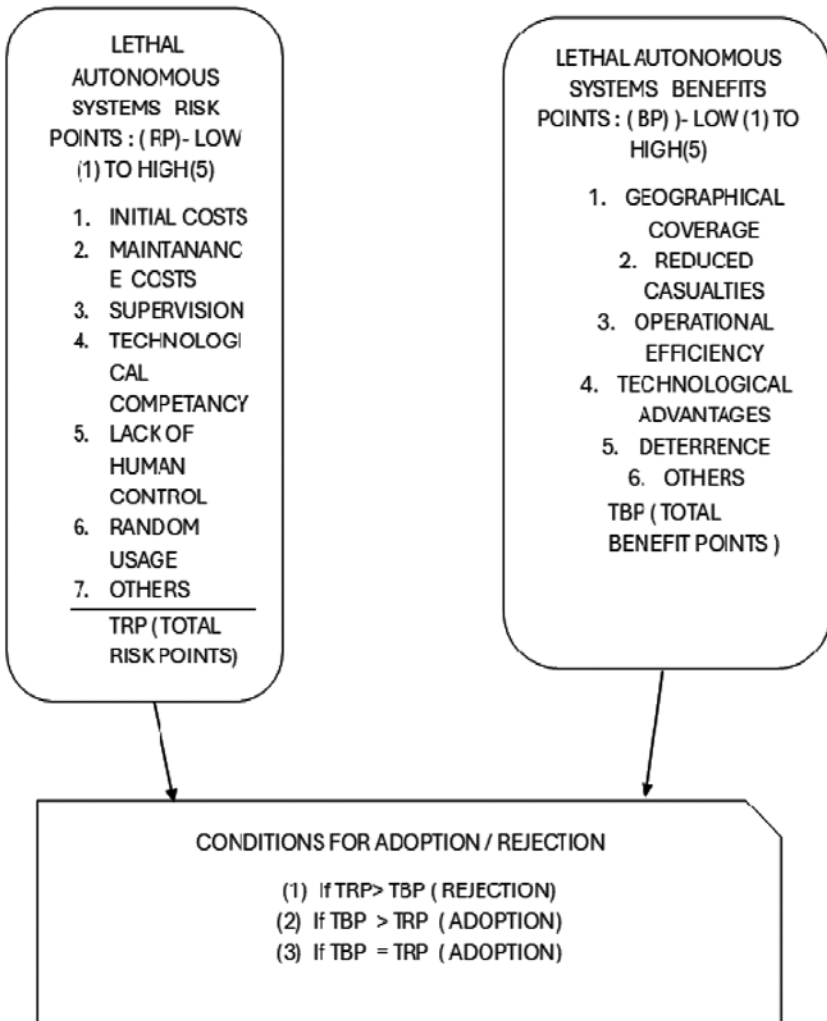 LETHAL
AUTONOMOUS
SYSTEMS RISK
POINTS : ( RP)- LOW
(1) TO HIGH(5)
1. INITIAL COSTS
2. MAINTANANC
E COSTS
3. SUPERVISION
4. TECHNOLOGI
CAL
COMPETANCY
5. LACK OF
HUMAN
CONTROL
6. RANDOM
USAGE
7. OTHERS
TRP ( TOTAL
RISK POINTS)
LETHAL AUTONOMOUS
SYSTEMS BENEFITS
POINTS : ( BP) )- LOW (1) TO
HIGH(5)
1. GEOGRAPHICAL
COVERAGE
2. REDUCED
CASUALTIES
3. OPERATIONAL
EFFICIENCY
4. TECHNOLOGICAL
ADVANTAGES
5. DETERRENCE
6. OTHERS
TBP ( TOTAL
BENEFIT POINTS )
CONDITIONS FOR ADOPTION / REJECTION
(1) If TRP> TBP ( REJECTION)
(2) If TBP > TRP ( ADOPTION)
(3) If TBP = TRP ( ADOPTION)